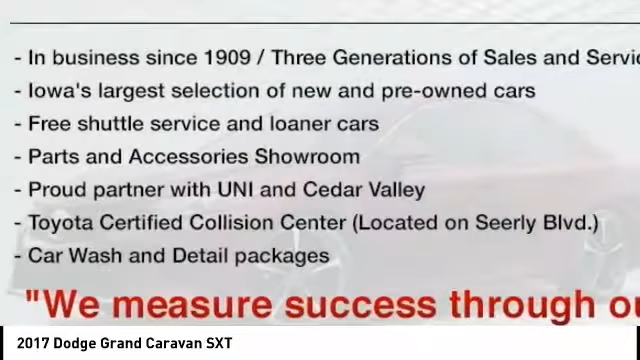 - In business since 1909 / Three Generations of Sales and
- Iowa's largest selection of new and pre-owned cars
- Free shuttle service and loaner cars
- Parts and Accessories Showroom
- Proud partner with UNI and Cedar Valley
- Toyota Certified Collision Center (Located on Seerly Blvd.)
- Car Wash and Detail packages
"We measure success through
2017 Dodge Grand Caravan SXT